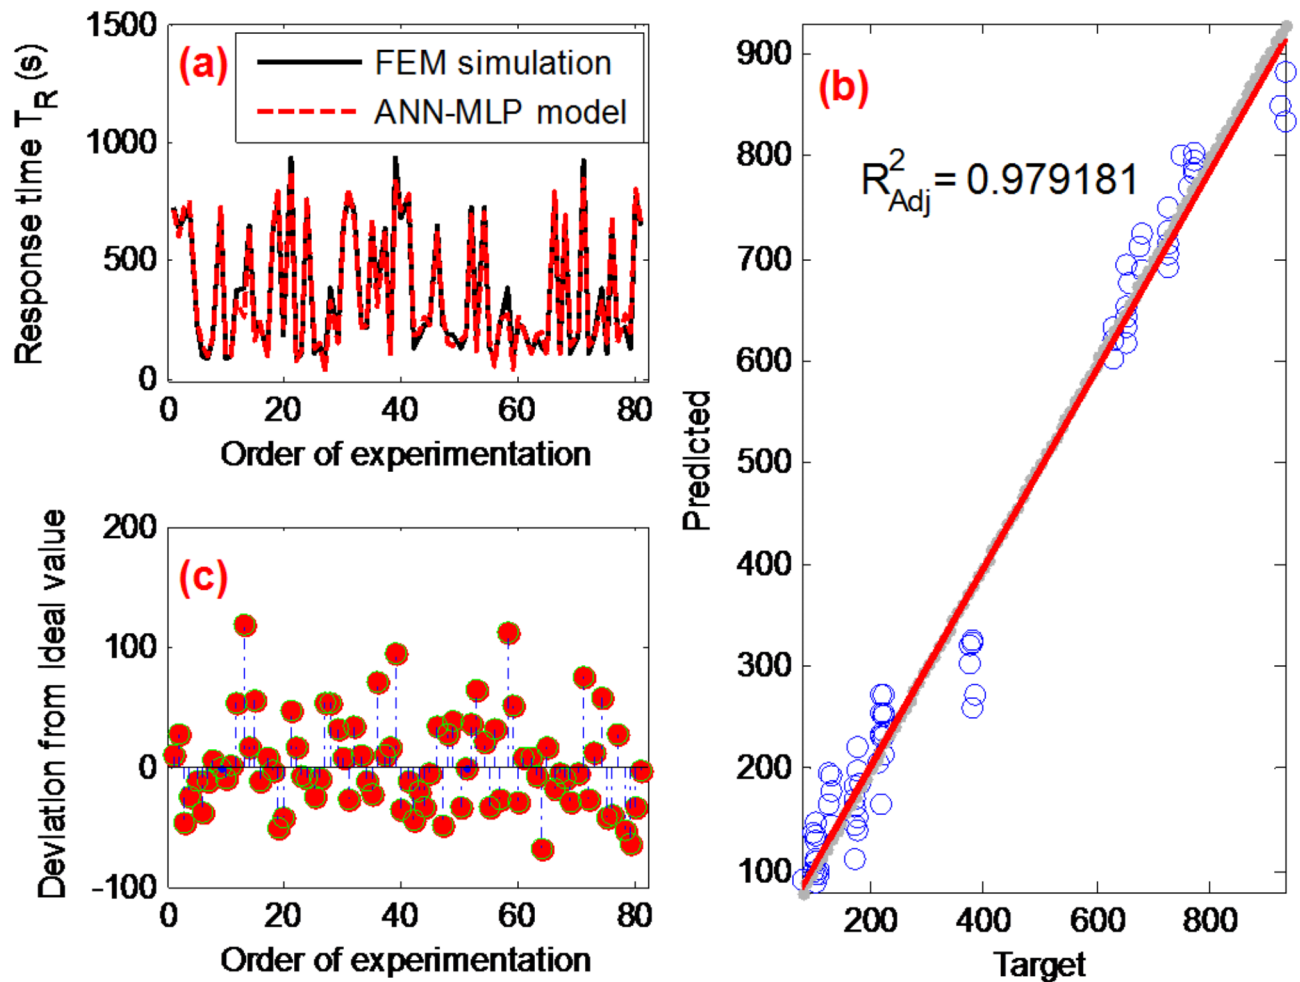 1500
1000
500
0
Response time T_R (s)
(a)
FEM simulation
ANN-MLP model
0 20 40 60 80
Order of experimentation
200
100
0
−100
Deviation from Ideal value
(c)
0 20 40 60 80
Order of experimentation
900
800
700
600
500
400
300
200
100
Predicted
(b)
R²_Adj = 0.979181
200 400 600 800
Target